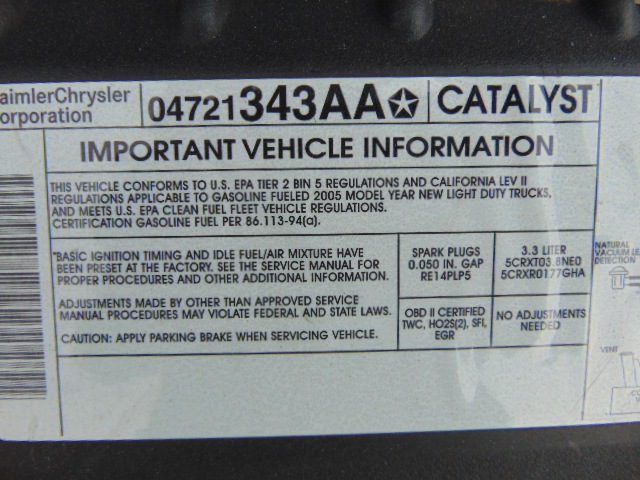 aimlerChrysler
orporation
04721343AA
CATALYST
IMPORTANT VEHICLE INFORMATION
THIS VEHICLE CONFORMS TO U.S. EPA TIER 2 BIN 5 REGULATIONS AND CALIFORNIA LEV II
REGULATIONS APPLICABLE TO GASOLINE FUELED 2005 MODEL YEAR NEW LIGHT DUTY TRUCKS,
AND MEETS U.S. EPA CLEAN FUEL FLEET VEHICLE REGULATIONS.
CERTIFICATION GASOLINE FUEL PER 86.113-94(a).
*BASIC IGNITION TIMING AND IDLE FUEL/AIR MIXTURE HAVE
BEEN PRESET AT THE FACTORY. SEE THE SERVICE MANUAL FOR
PROPER PROCEDURES AND OTHER ADDITIONAL INFORMATION.
ADJUSTMENTS MADE BY OTHER THAN APPROVED SERVICE
MANUAL PROCEDURES MAY VIOLATE FEDERAL AND STATE LAWS.
CAUTION: APPLY PARKING BRAKE WHEN SERVICING VEHICLE.
SPARK PLUGS
0.050 IN. GAP
RE14PLP5
3.3 LITER
5CRXT03.8NE0
5CRXR0177GHA
OBD II CERTIFIED
TWC, HO2S(2), SFI,
EGR
NO ADJUSTMENTS
NEEDED
NATURAL
VACUUM LE
DETECTION
VENT